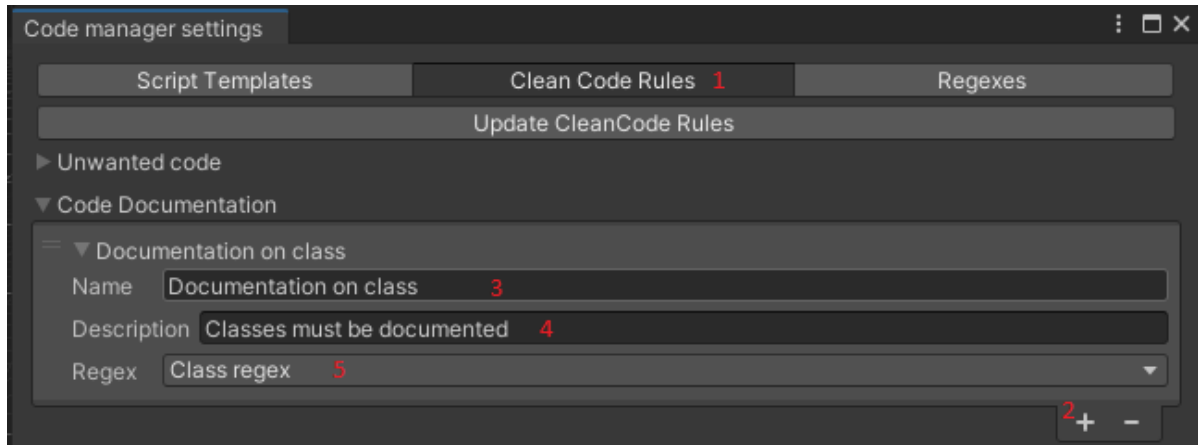 Code manager settings
Script Templates Clean Code Rules 1 Regexes
Update CleanCode Rules
Unwanted code
Code Documentation
Documentation on class
Name Documentation on class 3
Description Classes must be documented 4
Regex Class regex 5
2 + −